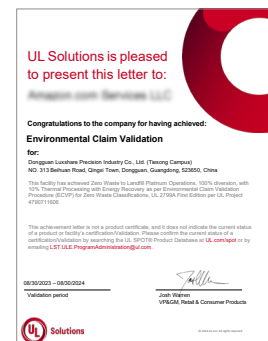 UL Solutions is pleased
to present this letter to:
Congratulations to the company for having achieved:
Environmental Claim Validation
for:
Dongguan Luxshare Precision Industry Co., Ltd. (Tiesong Campus)
NO. 313 Beihuan Road, Qingxi Town, Dongguan, Guangdong, 523650, China
This facility has achieved Zero Waste to Landfill Platinum Operations, 100% diversion, with
10% Thermal Processing with Energy Recovery as per Environmental Claim Validation
Procedure (ECVP) for Zero Waste Classifications, UL 2799A First Edition per UL Project
This achievement letter is not a product certificate, and it does not indicate the current status
of a product or facility's certification/Validation. Please confirm the current status of a
certification/Validation by searching the UL SPOT® Product Database at UL.com/spot or by
emailing LST.ULE.ProgramAdministration@ul.com.
08/30/2023 – 08/30/2024
Validation period
Josh Warren
VP&GM, Retail & Consumer Products
UL Solutions